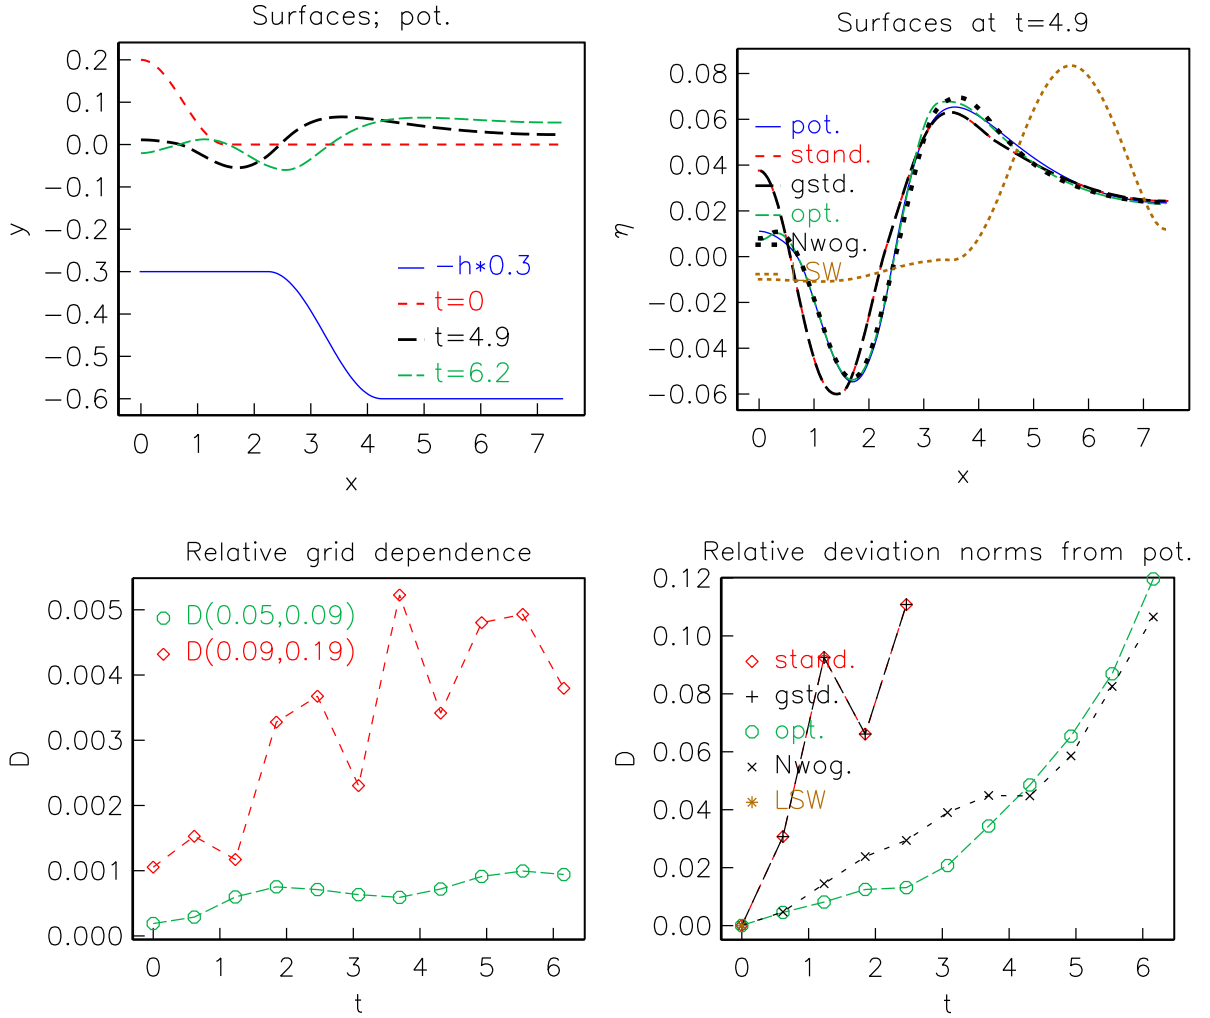 Surfaces; pot.
0.2
0.1
0.0
−0.1
−0.2
−0.3
−0.4
−0.5
−0.6
y
−h*0.3
t=0
t=4.9
t=6.2
0 1 2 3 4 5 6 7
x
Surfaces at t=4.9
0.08
0.06
0.04
0.02
0.00
−0.02
−0.04
−0.06
η
pot.
stand.
gstd.
opt.
Nwog.
LSW
0 1 2 3 4 5 6 7
x
Relative grid dependence
0.005
0.004
0.003
0.002
0.001
0.000
D
D(0.05,0.09)
D(0.09,0.19)
0 1 2 3 4 5 6
t
Relative deviation norms from pot.
0.12
0.10
0.08
0.06
0.04
0.02
0.00
D
stand.
gstd.
opt.
Nwog.
LSW
0 1 2 3 4 5 6
t